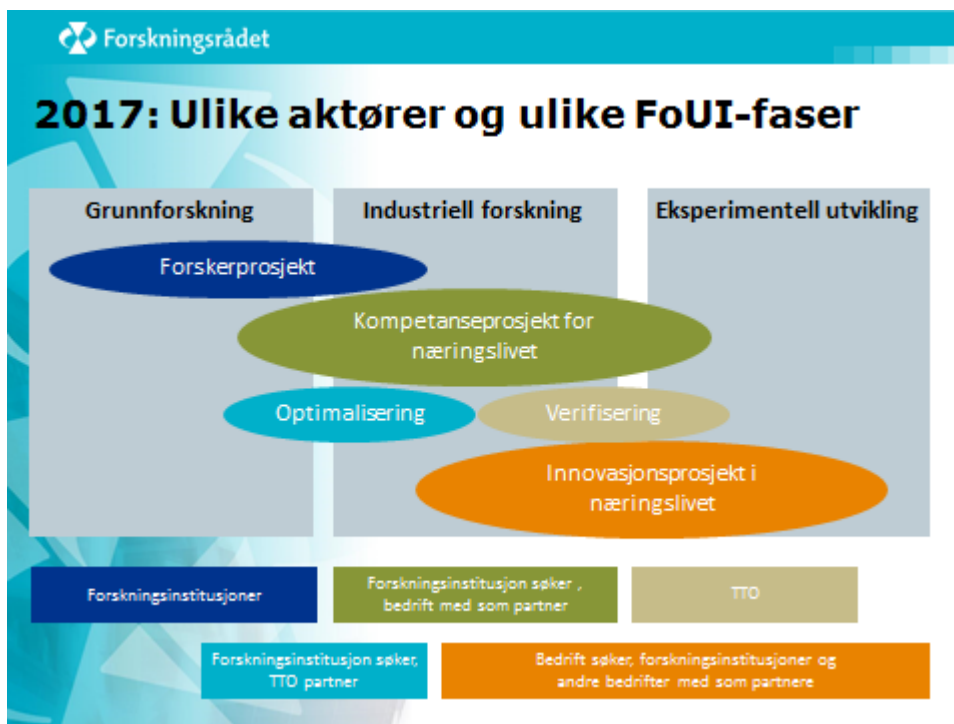 Forskningsrådet
2017: Ulike aktører og ulike FoUI-faser
Grunnforskning
Industriell forskning
Eksperimentell utvikling
Forskerprosjekt
Kompetanseprosjekt for
næringslivet
Optimalisering
Verifisering
Innovasjonsprosjekt i
næringslivet
Forskningsinstitusjoner
Forskningsinstitusjon søker ,
bedrift med som partner
TTO
Forskningsinstitusjon søker,
TTO partner
Bedrift søker, forskningsinstitusjoner og
andre bedrifter med som partnere